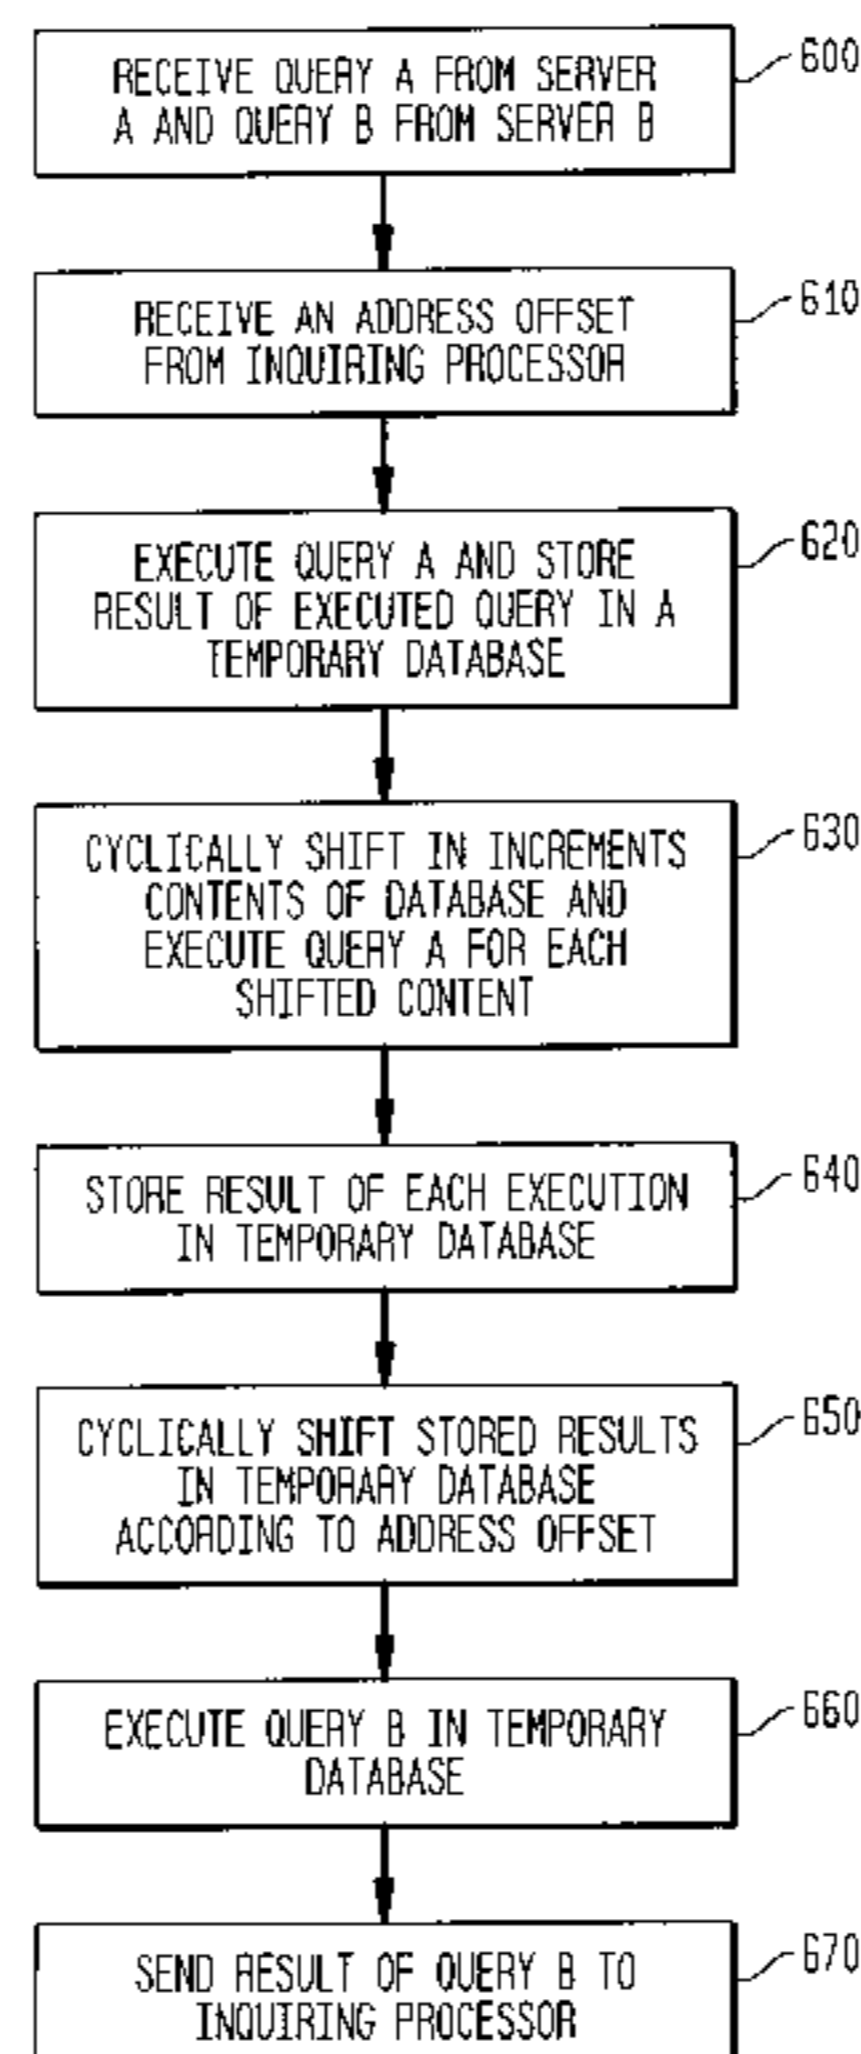 RECEIVE QUERY A FROM SERVER
A AND QUERY B FROM SERVER B
600
RECEIVE AN ADDRESS OFFSET
FROM INQUIRING PROCESSOR
610
EXECUTE QUERY A AND STORE
RESULT OF EXECUTED QUERY IN A
TEMPORARY DATABASE
620
CYCLICALLY SHIFT IN INCREMENTS
CONTENTS OF DATABASE AND
EXECUTE QUERY A FOR EACH
SHIFTED CONTENT
630
STORE RESULT OF EACH EXECUTION
IN TEMPORARY DATABASE
640
CYCLICALLY SHIFT STORED RESULTS
IN TEMPORARY DATABASE
ACCORDING TO ADDRESS OFFSET
650
EXECUTE QUERY B IN TEMPORARY
DATABASE
660
SEND RESULT OF QUERY B TO
INQUIRING PROCESSOR
670